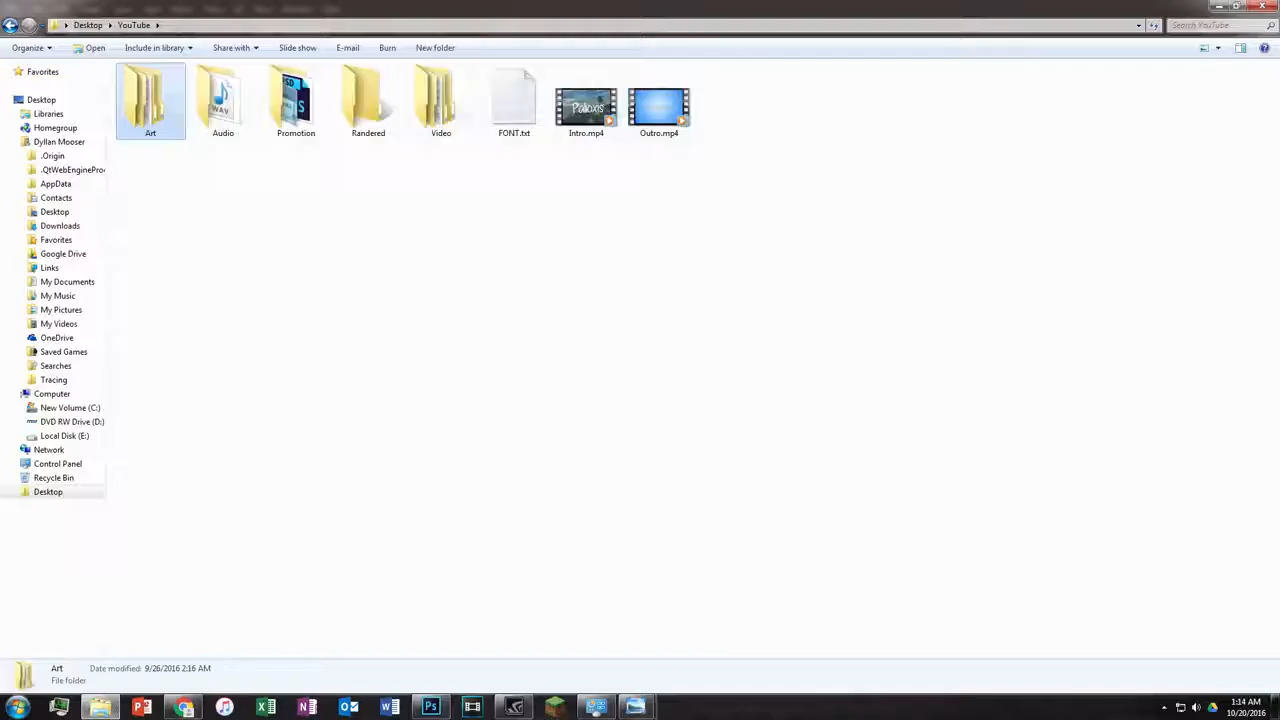 Desktop YouTube
Search YouTube
Organize Open Include in library Share with Slide show E-mail Burn New folder
Favorites
Desktop
Libraries
Homegroup
Dyllan Mooser
.Origin
.QtWebEnginePro
AppData
Contacts
Desktop
Downloads
Favorites
Google Drive
Links
My Documents
My Music
My Pictures
My Videos
OneDrive
Saved Games
Searches
Tracing
Computer
New Volume (C:)
DVD RW Drive (D:)
Local Disk (E:)
Network
Control Panel
Recycle Bin
Desktop
WAV
Palioxis
Art Audio Promotion Randered Video FONT.txt Intro.mp4 Outro.mp4
Art Date modified: 9/26/2016 2:16 AM
File folder
1:14 AM
10/20/2016